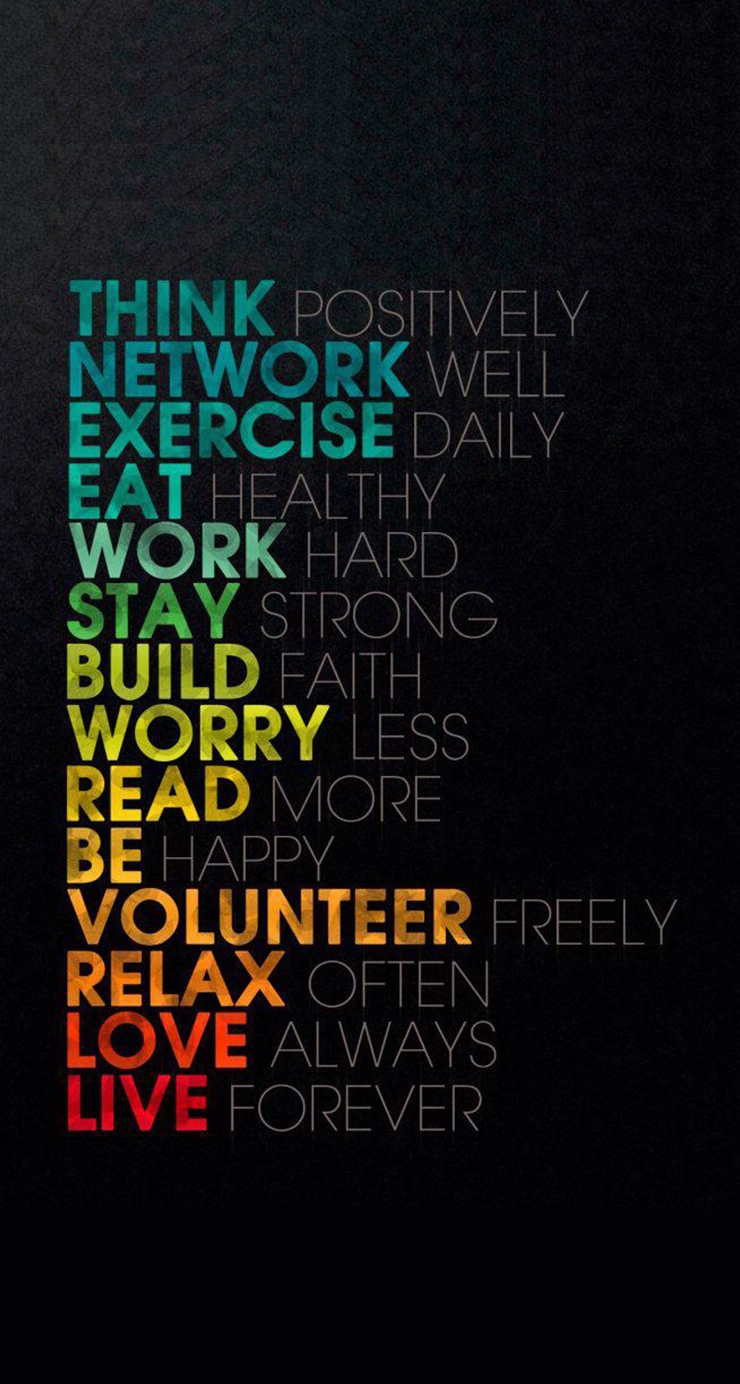 THINK POSITIVELY
NETWORK WELL
EXERCISE DAILY
EAT HEALTHY
WORK HARD
STAY STRONG
BUILD FAITH
WORRY LESS
READ MORE
BE HAPPY
VOLUNTEER FREELY
RELAX OFTEN
LOVE ALWAYS
LIVE FOREVER